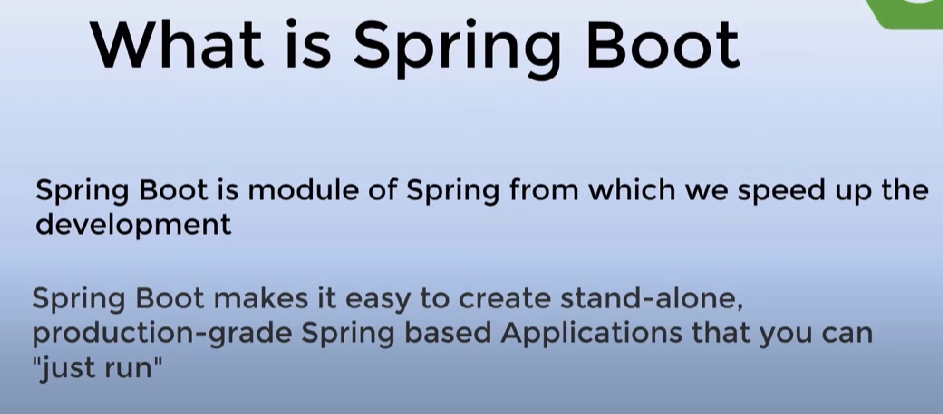 What is Spring Boot
Spring Boot is module of Spring from which we speed up the
development
Spring Boot makes it easy to create stand-alone,
production-grade Spring based Applications that you can
"just run"